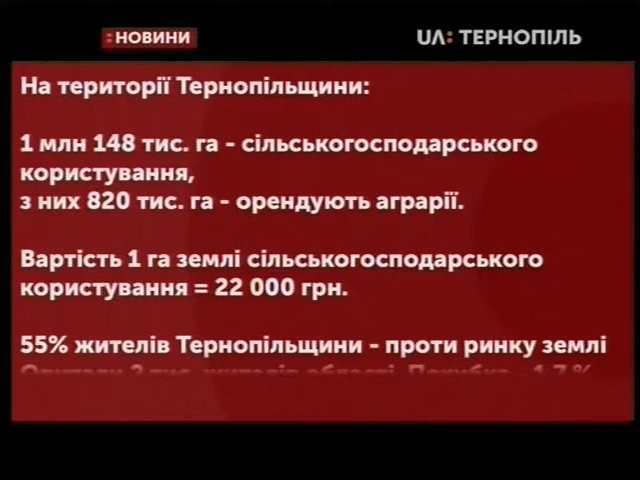 :НОВИНИ
UA: ТЕРНОПІЛЬ
На території Тернопільщини:
1 млн 148 тис. га - сільськогосподарського
користування,
з них 820 тис. га - орендують аграрії.
Вартість 1 га землі сільськогосподарського
користування = 22 000 грн.
55% жителів Тернопільщини - проти ринку землі